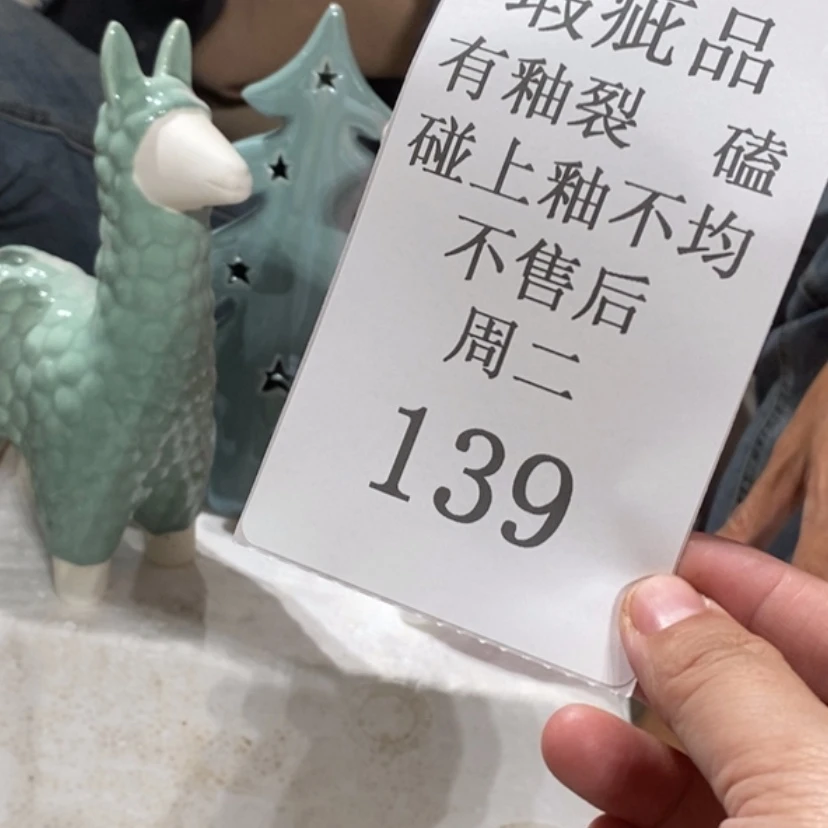 瑕疵品
有釉裂 磕
碰上釉不均
不售后
周二
139